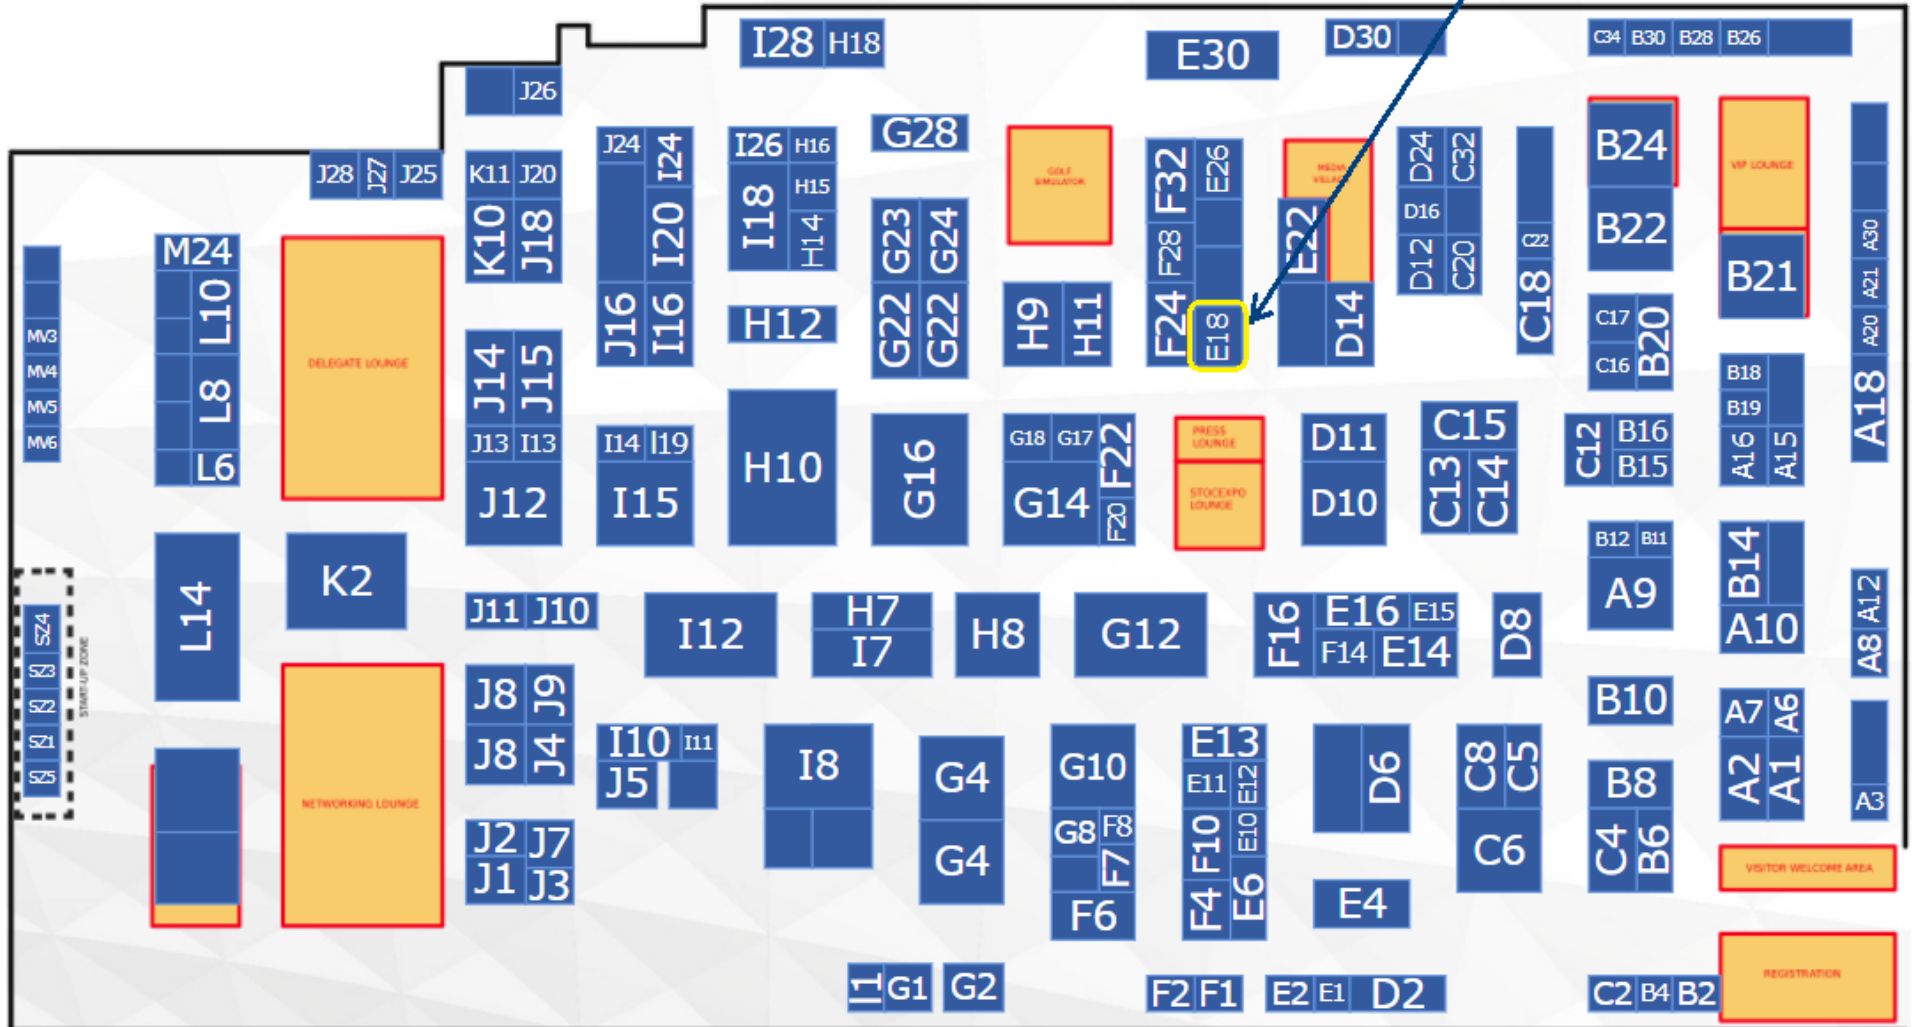 I28 H18
E30
D30
C34 B30 B28 B26
J26
J28 J27 J25
K11 J20
K10 J18
J24 I24
I20
J16 I16
I26 H16
I18 H15
H14
H12
G28
G23 G24
G22 G22
GOLF
SIMULATOR
H9 H11
F32 E26
F28
F24 E18
MEDIA
VILLAGE
E22
D14
D24 C32
D16
D12 C20
C22
C18
B24
B22
C17 B20
C16
VIP LOUNGE
B21
A30
A21
A20
A18
MV3
MV4
MV5
MV6
M24
L10
L8
L6
DELEGATE LOUNGE
J14 J15
J13 I13
J12
I14 I19
I15
H10
G16
G18 G17 F22
G14 F20
PRESS
LOUNGE
STOCEXPO
LOUNGE
D11
D10
C15
C13 C14
C12 B16
B15
B18
B19
A16 A15
SZ4
SZ3
SZ2
SZ1
SZ5
START-UP ZONE
L14
K2
J11 J10
I12
H7
I7
H8
G12
F16 E16 E15
F14 E14
D8
B12 B11
A9
B14
A10
A12
A8
NETWORKING LOUNGE
J8 J9
J8 J4
J2 J7
J1 J3
I10 I11
J5
I8
G4
G4
G10
G8 F8
F7
F6
E13
E11 E12
F10 E10
F4 E6
D6
E4
C8 C5
C6
B10
B8
C4 B6
A7 A6
A2 A1
A3
VISITOR WELCOME AREA
I1 G1 G2
F2 F1
E2 E1 D2
C2 B4 B2
REGISTRATION